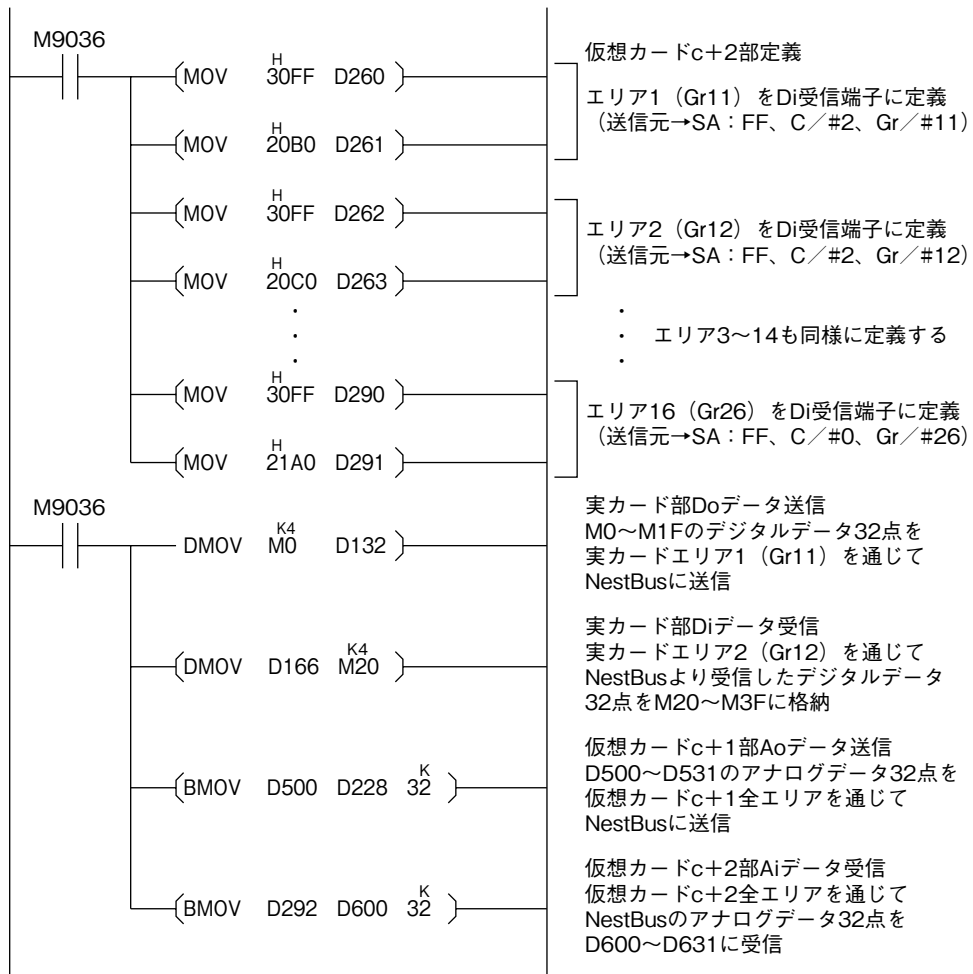 M9036
仮想カードc+2部定義
(MOV H30FF D260)
エリア1(Gr11)をDi受信端子に定義
(送信元→SA:FF、C/#2、Gr/#11)
(MOV H20B0 D261)
(MOV H30FF D262)
エリア2(Gr12)をDi受信端子に定義
(送信元→SA:FF、C/#2、Gr/#12)
(MOV H20C0 D263)
・ ・
・ ・ エリア3〜14も同様に定義する
・ ・
(MOV H30FF D290)
エリア16(Gr26)をDi受信端子に定義
(送信元→SA:FF、C/#0、Gr/#26)
(MOV H21A0 D291)
M9036
実カード部Doデータ送信
DMOV K4M0 D132)
M0〜M1Fのデジタルデータ32点を
実カードエリア1(Gr11)を通じて
NestBusに送信
実カード部Diデータ受信
(DMOV D166 K4M20)
実カードエリア2(Gr12)を通じて
NestBusより受信したデジタルデータ
32点をM20〜M3Fに格納
仮想カードc+1部Aoデータ送信
(BMOV D500 D228 K32)
D500〜D531のアナログデータ32点を
仮想カードc+1全エリアを通じて
NestBusに送信
仮想カードc+2部Aiデータ受信
(BMOV D292 D600 K32)
仮想カードc+2全エリアを通じて
NestBusのアナログデータ32点を
D600〜D631に受信